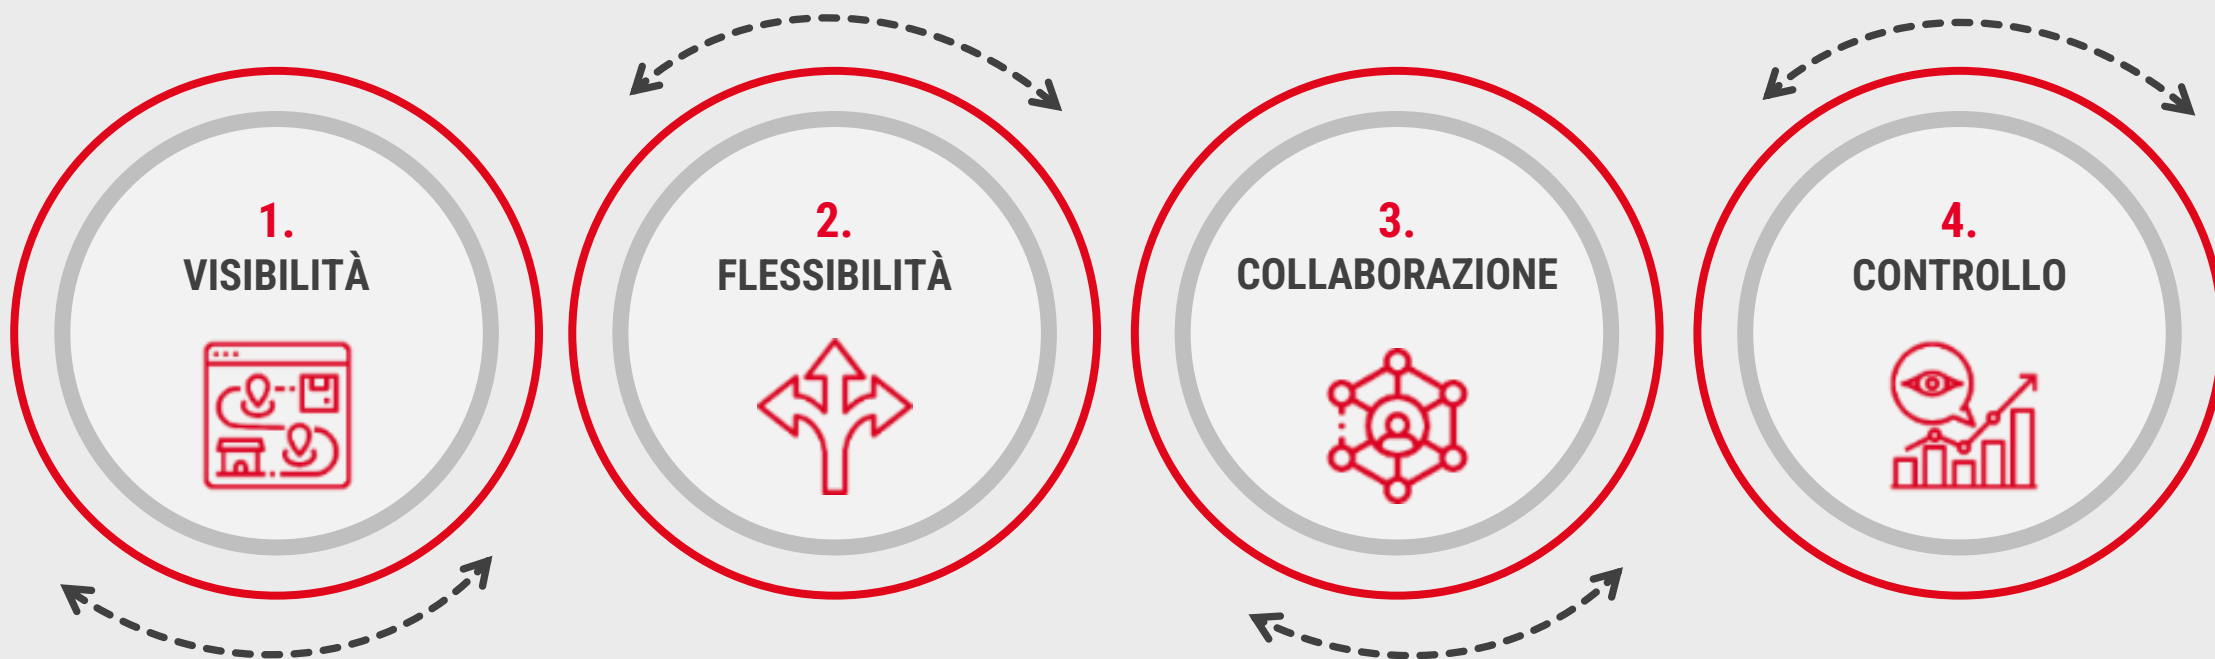 1.
VISIBILITÀ
2.
FLESSIBILITÀ
3.
COLLABORAZIONE
4.
CONTROLLO